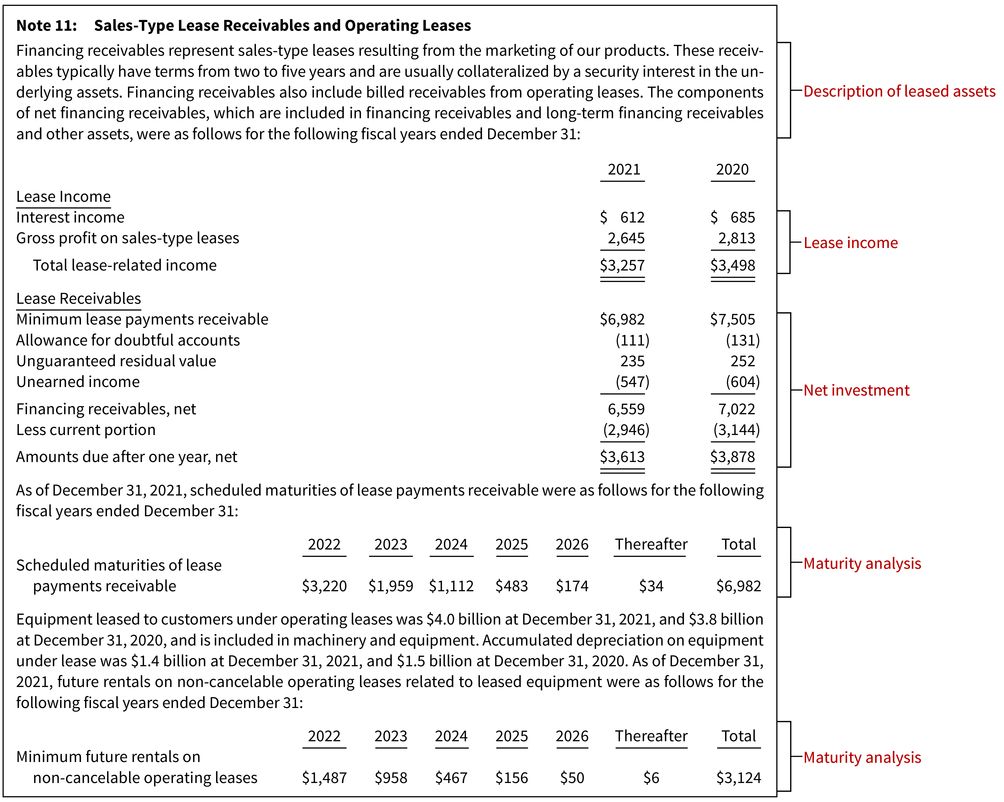 Note 11: Sales-Type Lease Receivables and Operating Leases
Financing receivables represent sales-type leases resulting from the marketing of our products. These receiv-
ables typically have terms from two to five years and are usually collateralized by a security interest in the un-
derlying assets. Financing receivables also include billed receivables from operating leases. The components
of net financing receivables, which are included in financing receivables and long-term financing receivables
and other assets, were as follows for the following fiscal years ended December 31:
Description of leased assets
2021 2020
Lease Income
Interest income $ 612 $ 685
Gross profit on sales-type leases 2,645 2,813
Total lease-related income $3,257 $3,498
Lease income
Lease Receivables
Minimum lease payments receivable $6,982 $7,505
Allowance for doubtful accounts (111) (131)
Unguaranteed residual value 235 252
Unearned income (547) (604)
Financing receivables, net 6,559 7,022
Less current portion (2,946) (3,144)
Amounts due after one year, net $3,613 $3,878
Net investment
As of December 31, 2021, scheduled maturities of lease payments receivable were as follows for the following
fiscal years ended December 31:
2022 2023 2024 2025 2026 Thereafter Total
Scheduled maturities of lease
payments receivable $3,220 $1,959 $1,112 $483 $174 $34 $6,982
Maturity analysis
Equipment leased to customers under operating leases was $4.0 billion at December 31, 2021, and $3.8 billion
at December 31, 2020, and is included in machinery and equipment. Accumulated depreciation on equipment
under lease was $1.4 billion at December 31, 2021, and $1.5 billion at December 31, 2020. As of December 31,
2021, future rentals on non-cancelable operating leases related to leased equipment were as follows for the
following fiscal years ended December 31:
2022 2023 2024 2025 2026 Thereafter Total
Minimum future rentals on
non-cancelable operating leases $1,487 $958 $467 $156 $50 $6 $3,124
Maturity analysis